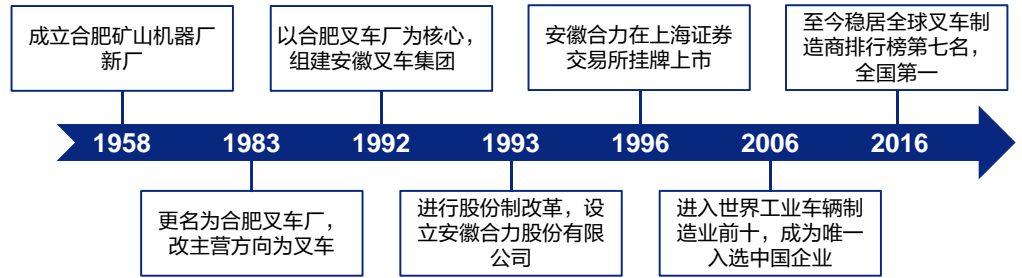 成立合肥矿山机器厂
新厂
以合肥叉车厂为核心，
组建安徽叉车集团
安徽合力在上海证券
交易所挂牌上市
至今稳居全球叉车制
造商排行榜第七名，
全国第一
1958 1983 1992 1993 1996 2006 2016
更名为合肥叉车厂，
改主营方向为叉车
进行股份制改革，设
立安徽合力股份有限
公司
进入世界工业车辆制
造业前十，成为唯一
入选中国企业